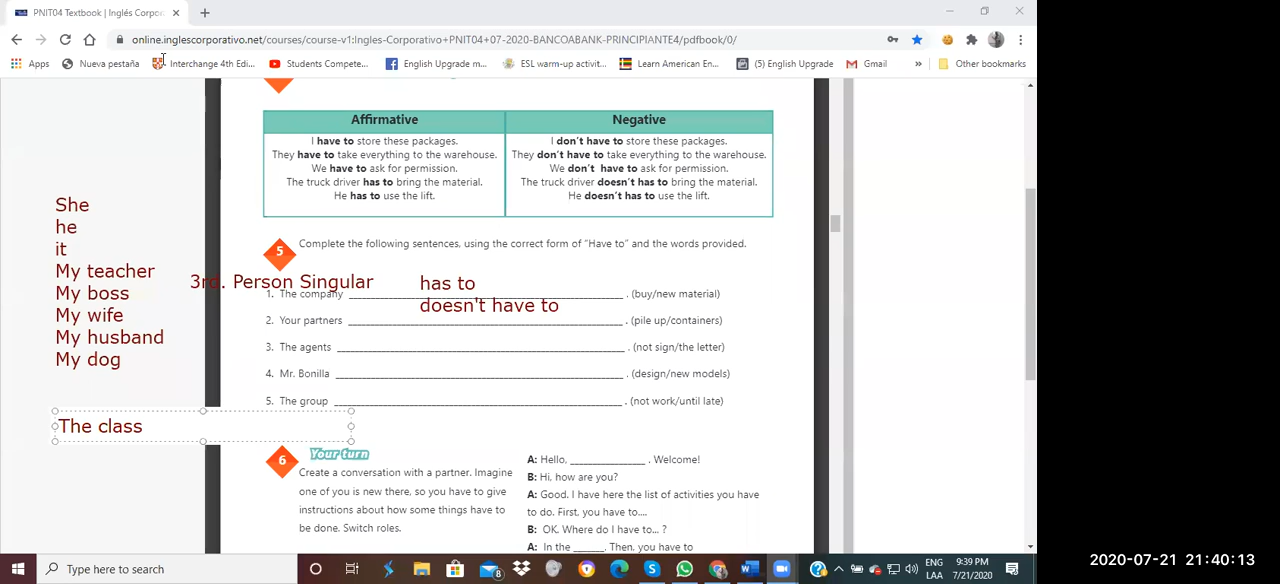 PNIT04 Textbook | Inglés Corpor
online.inglescorporativo.net/courses/course-v1:Ingles-Corporativo+PNIT04+07-2020-BANCOABANK-PRINCIPIANTE4/pdfbook/0/
Apps
Nueva pestaña
Interchange 4th Edi...
Students Compete...
English Upgrade m...
ESL warm-up activit...
Learn American En...
(5) English Upgrade
Gmail
»
Other bookmarks
Affirmative
Negative
I have to store these packages.
They have to take everything to the warehouse.
We have to ask for permission.
The truck driver has to bring the material.
He has to use the lift.
I don't have to store these packages.
They don't have to take everything to the warehouse.
We don't have to ask for permission.
The truck driver doesn't has to bring the material.
He doesn't has to use the lift.
She
he
it
My teacher
My boss
My wife
My husband
My dog
The class
3rd. Person Singular
has to
doesn't have to
5
Complete the following sentences, using the correct form of "Have to" and the words provided.
1. The company ______________________ . (buy/new material)
2. Your partners ______________________ . (pile up/containers)
3. The agents ______________________ . (not sign/the letter)
4. Mr. Bonilla ______________________ . (design/new models)
5. The group ______________________ . (not work/until late)
6
Your turn
Create a conversation with a partner. Imagine
one of you is new there, so you have to give
instructions about how some things have to
be done. Switch roles.
A: Hello, ______________ . Welcome!
B: Hi, how are you?
A: Good. I have here the list of activities you have
to do. First, you have to....
B: OK. Where do I have to... ?
A: In the ______. Then, you have to
Type here to search
8
ENG
LAA
9:39 PM
7/21/2020
2020-07-21 21:40:13